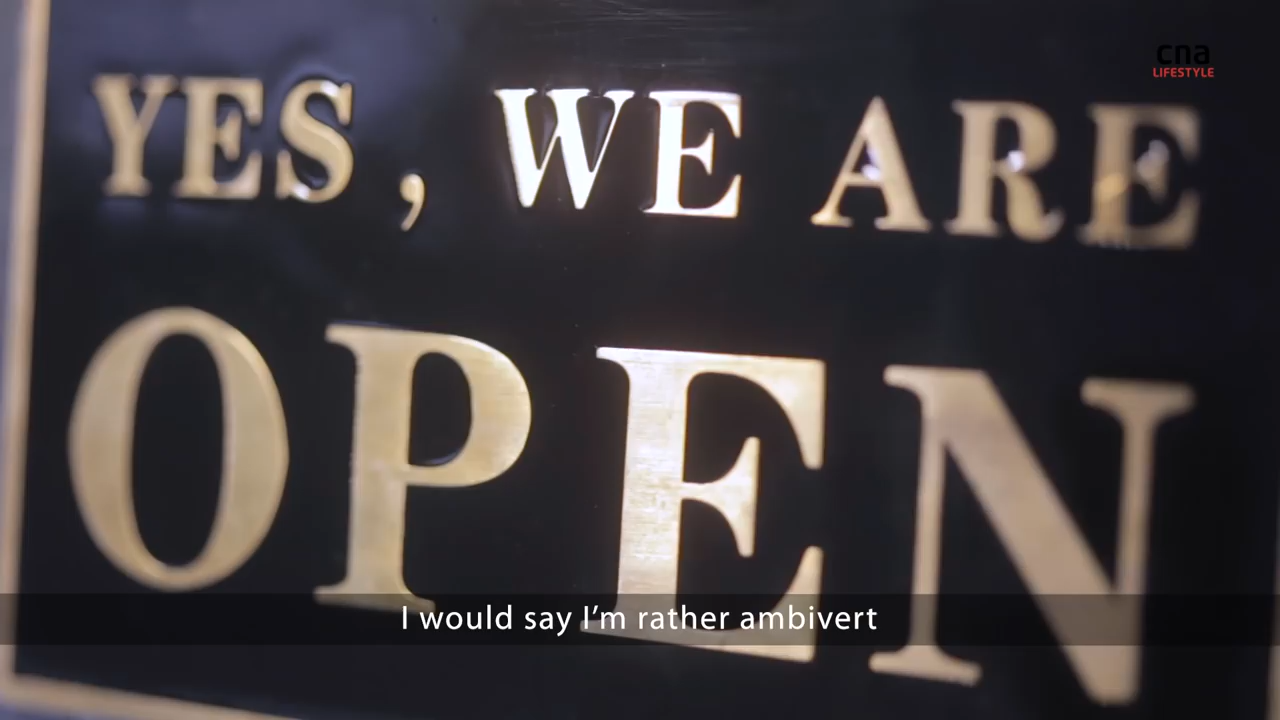 cna
LIFESTYLE
YES, WE ARE
OPEN
I would say I'm rather ambivert